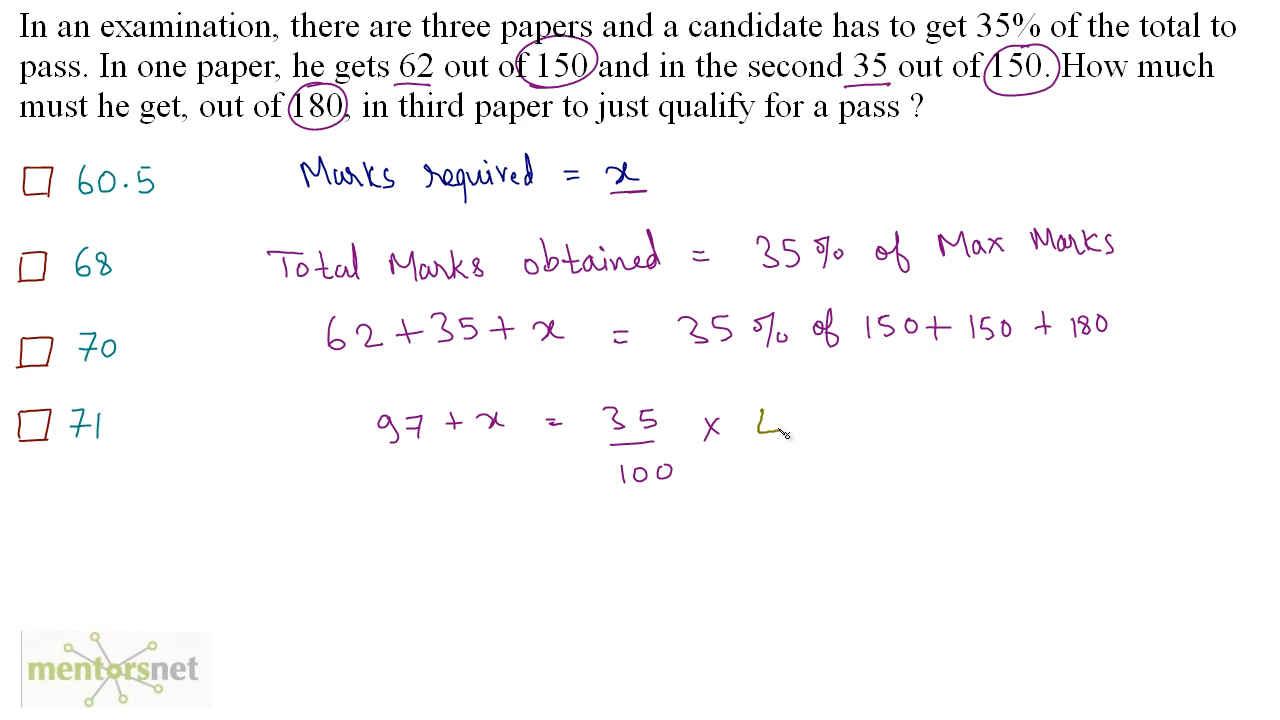 In an examination, there are three papers and a candidate has to get 35% of the total to
pass. In one paper, he gets 62 out of 150 and in the second 35 out of 150. How much
must he get, out of 180, in third paper to just qualify for a pass ?
60.5
Marks required = x
68
Total Marks obtained = 35% of Max Marks
70
62 + 35 + x = 35% of 150 + 150 + 180
71
97 + x = 35/100 x
mentorsnet